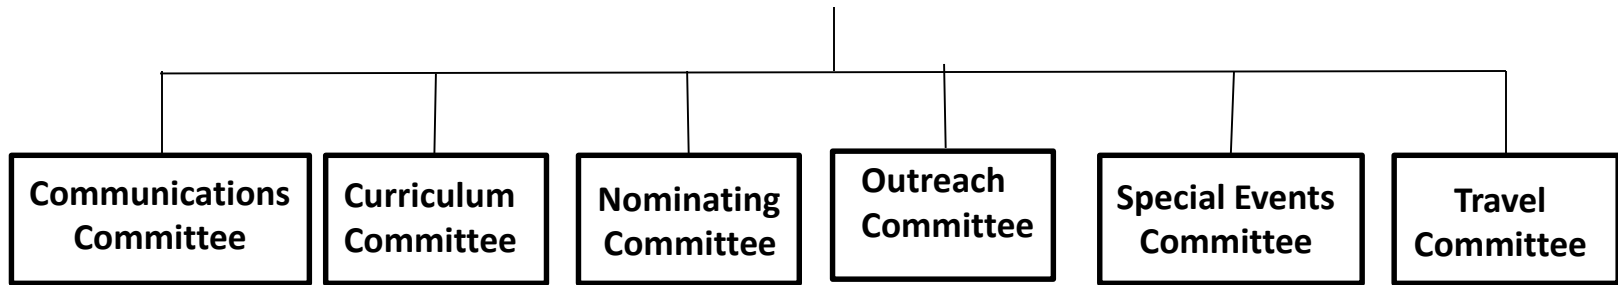 Communications
Committee
Curriculum
Committee
Nominating
Committee
Outreach
Committee
Special Events
Committee
Travel
Committee